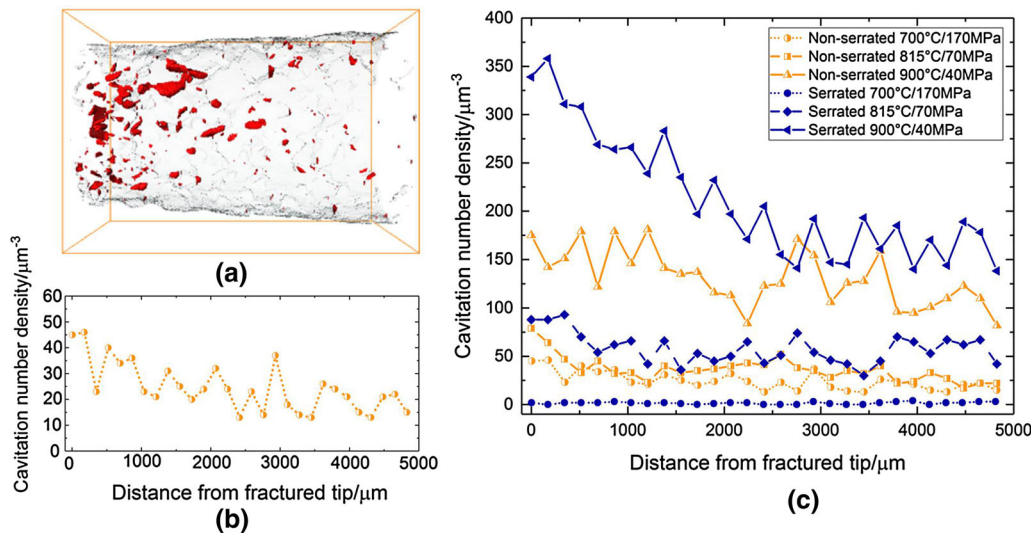 (a)
Cavitation number density/μm⁻³
60
50
40
30
20
10
0
0 1000 2000 3000 4000 5000
Distance from fractured tip/μm
(b)
Cavitation number density/μm⁻³
400
350
300
250
200
150
100
50
0
Non-serrated 700°C/170MPa
Non-serrated 815°C/70MPa
Non-serrated 900°C/40MPa
Serrated 700°C/170MPa
Serrated 815°C/70MPa
Serrated 900°C/40MPa
0 1000 2000 3000 4000 5000
Distance from fractured tip/μm
(c)